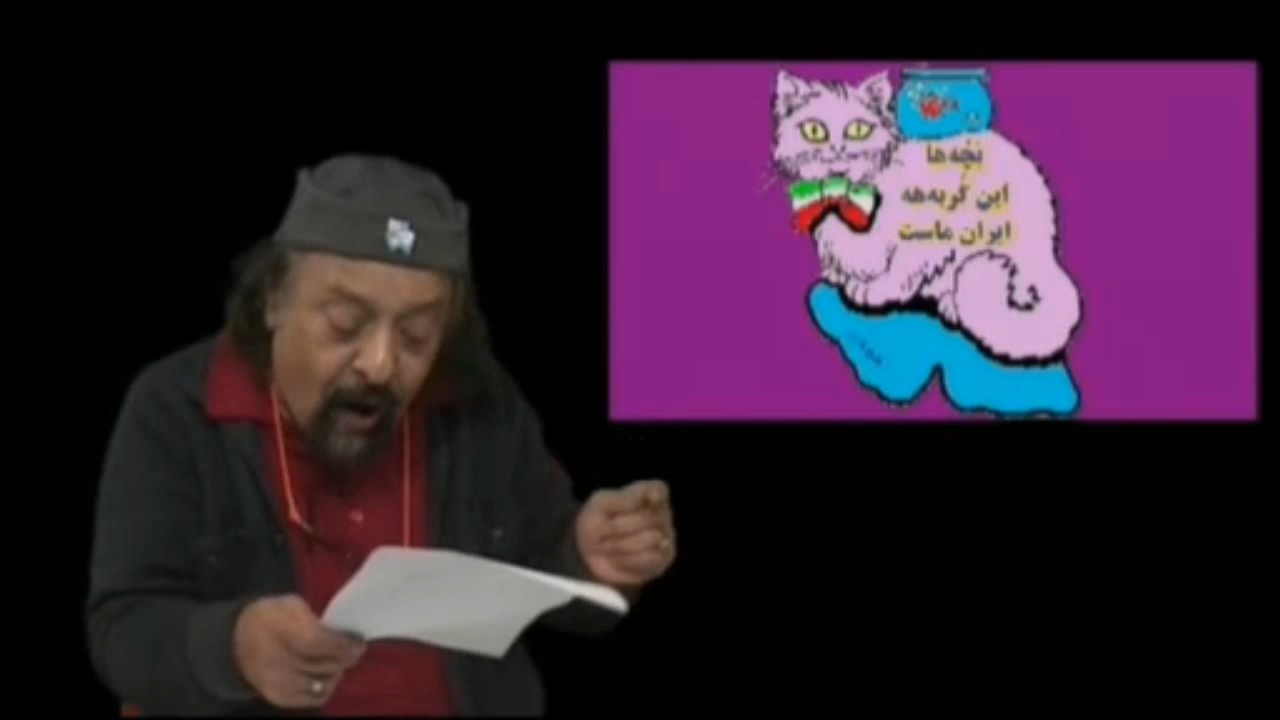 بچه‌ها
این گربه‌هه
ایران ماست